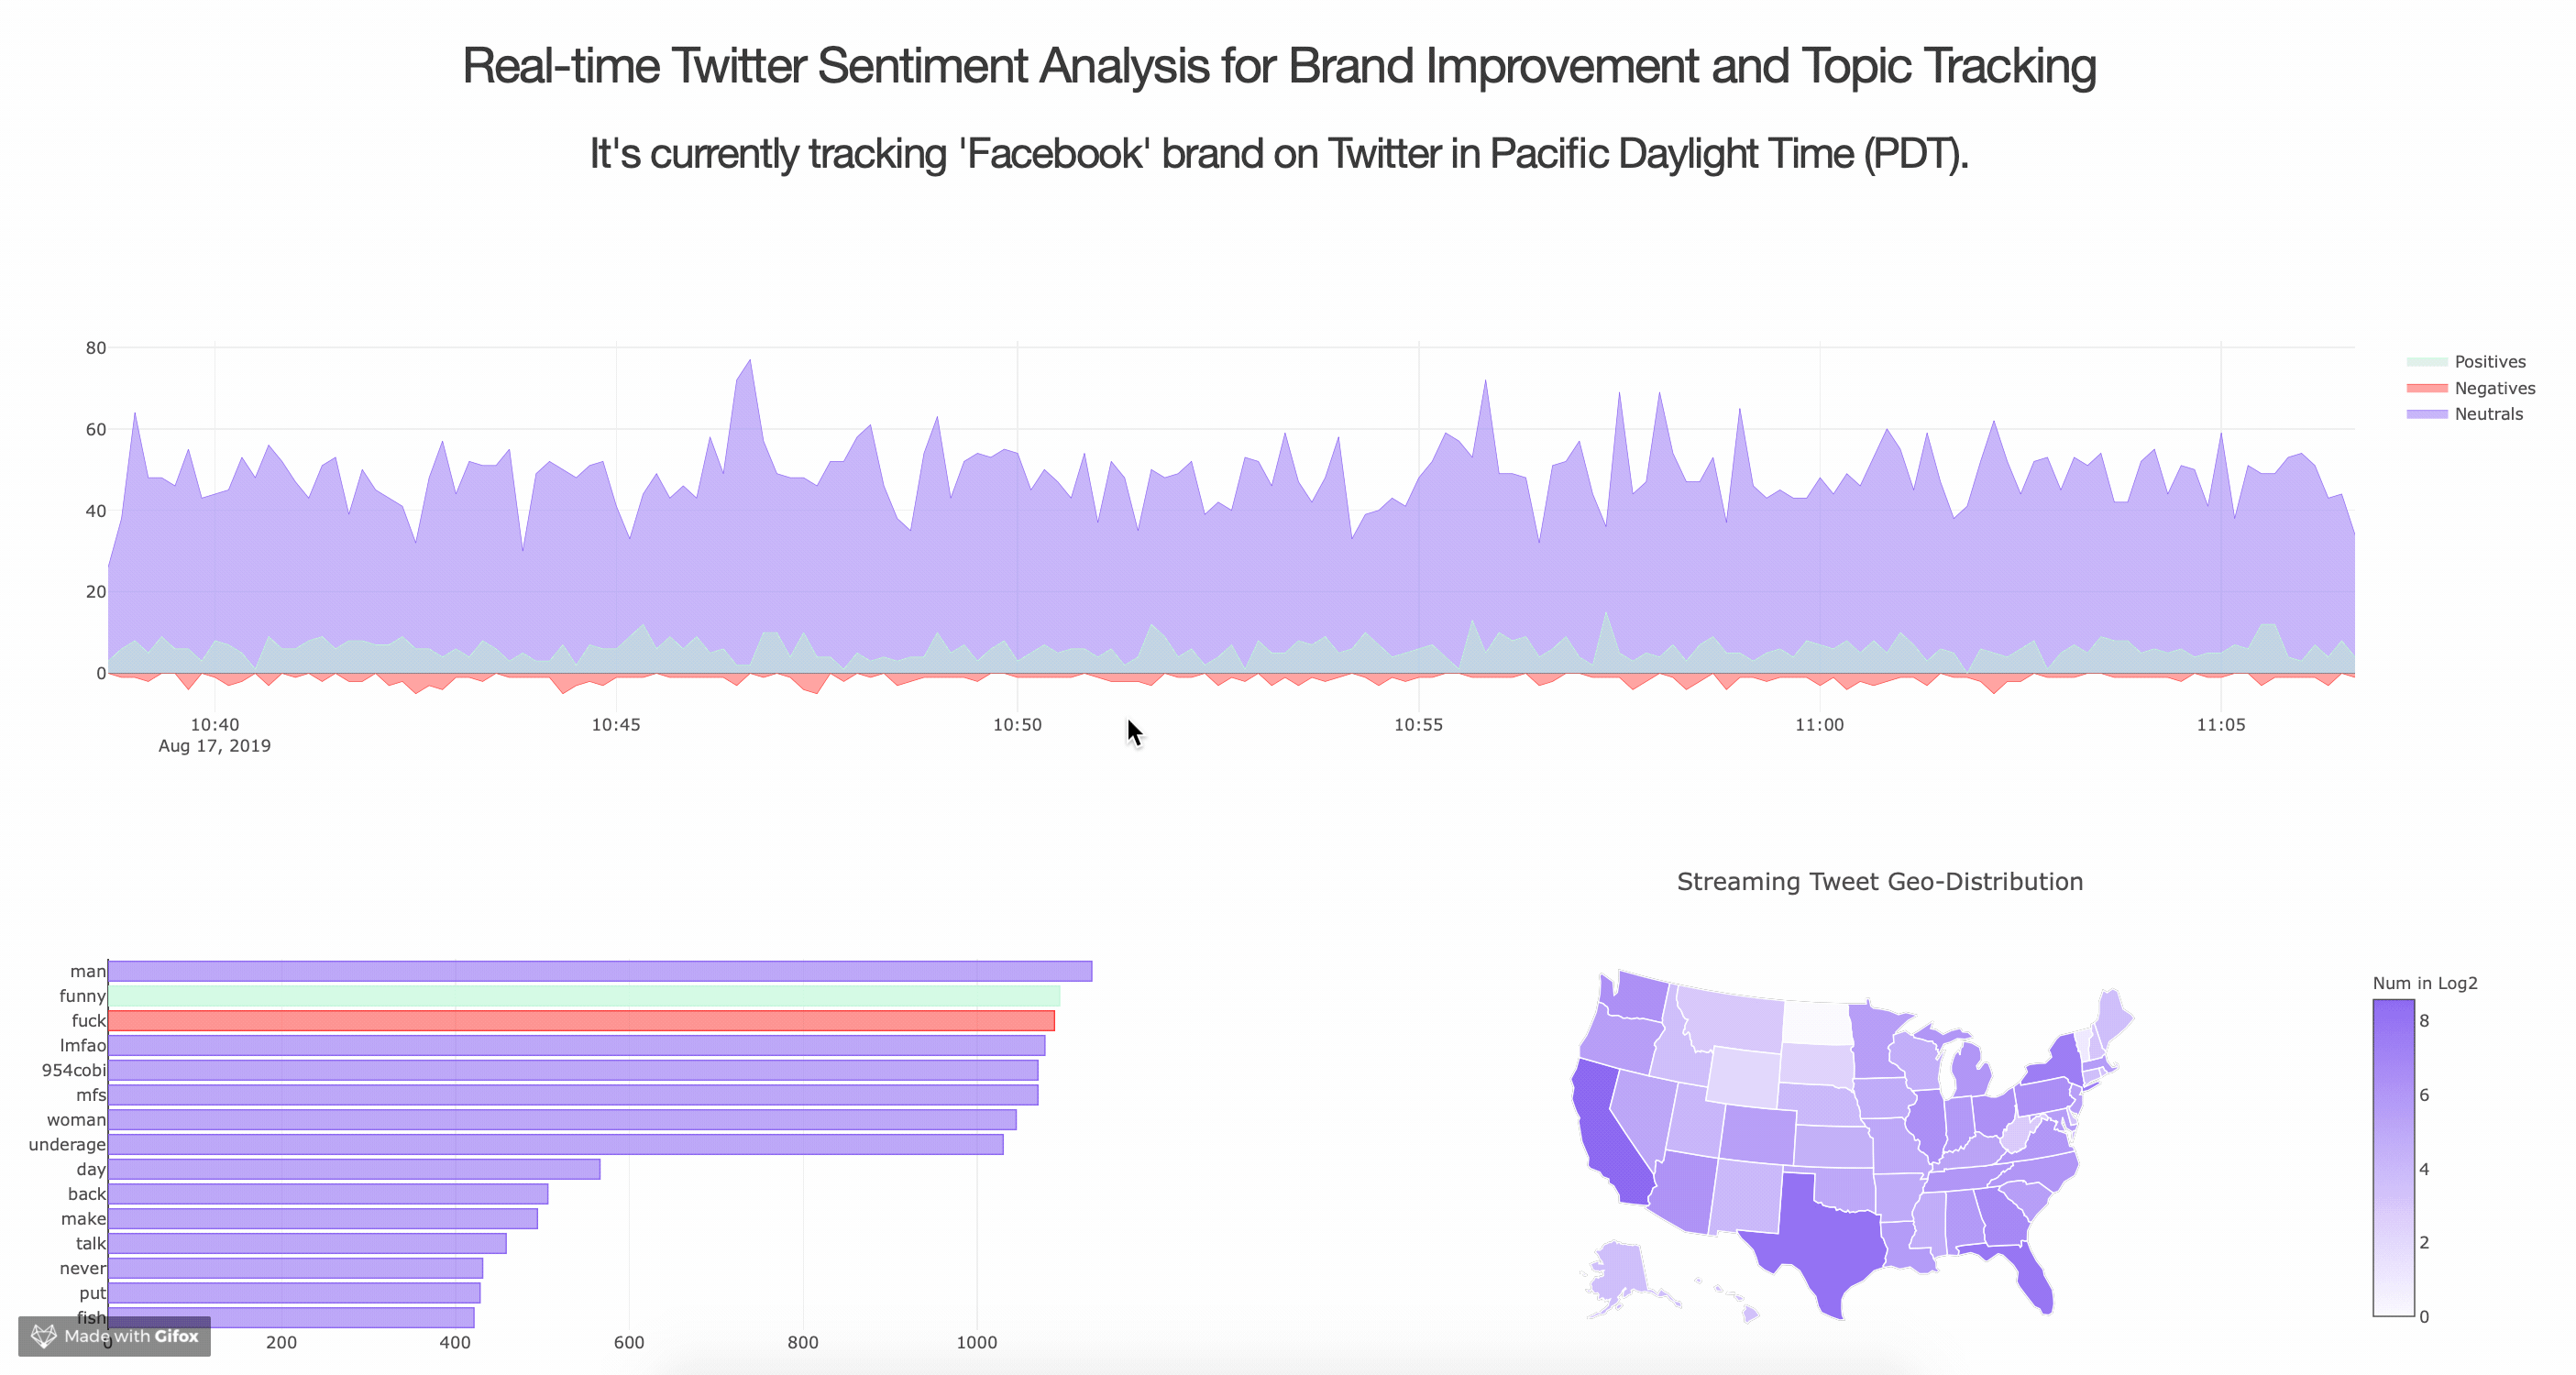 Real-time Twitter Sentiment Analysis for Brand Improvement and Topic Tracking
It's currently tracking 'Facebook' brand on Twitter in Pacific Daylight Time (PDT).
80
60
40
20
0
10:40
Aug 17, 2019
10:45
10:50
10:55
11:00
11:05
Positives
Negatives
Neutrals
man
funny
fuck
lmfao
954cobi
mfs
woman
underage
day
back
make
talk
never
put
fish
0
200
400
600
800
1000
Made with Gifox
Streaming Tweet Geo-Distribution
Num in Log2
8
6
4
2
0